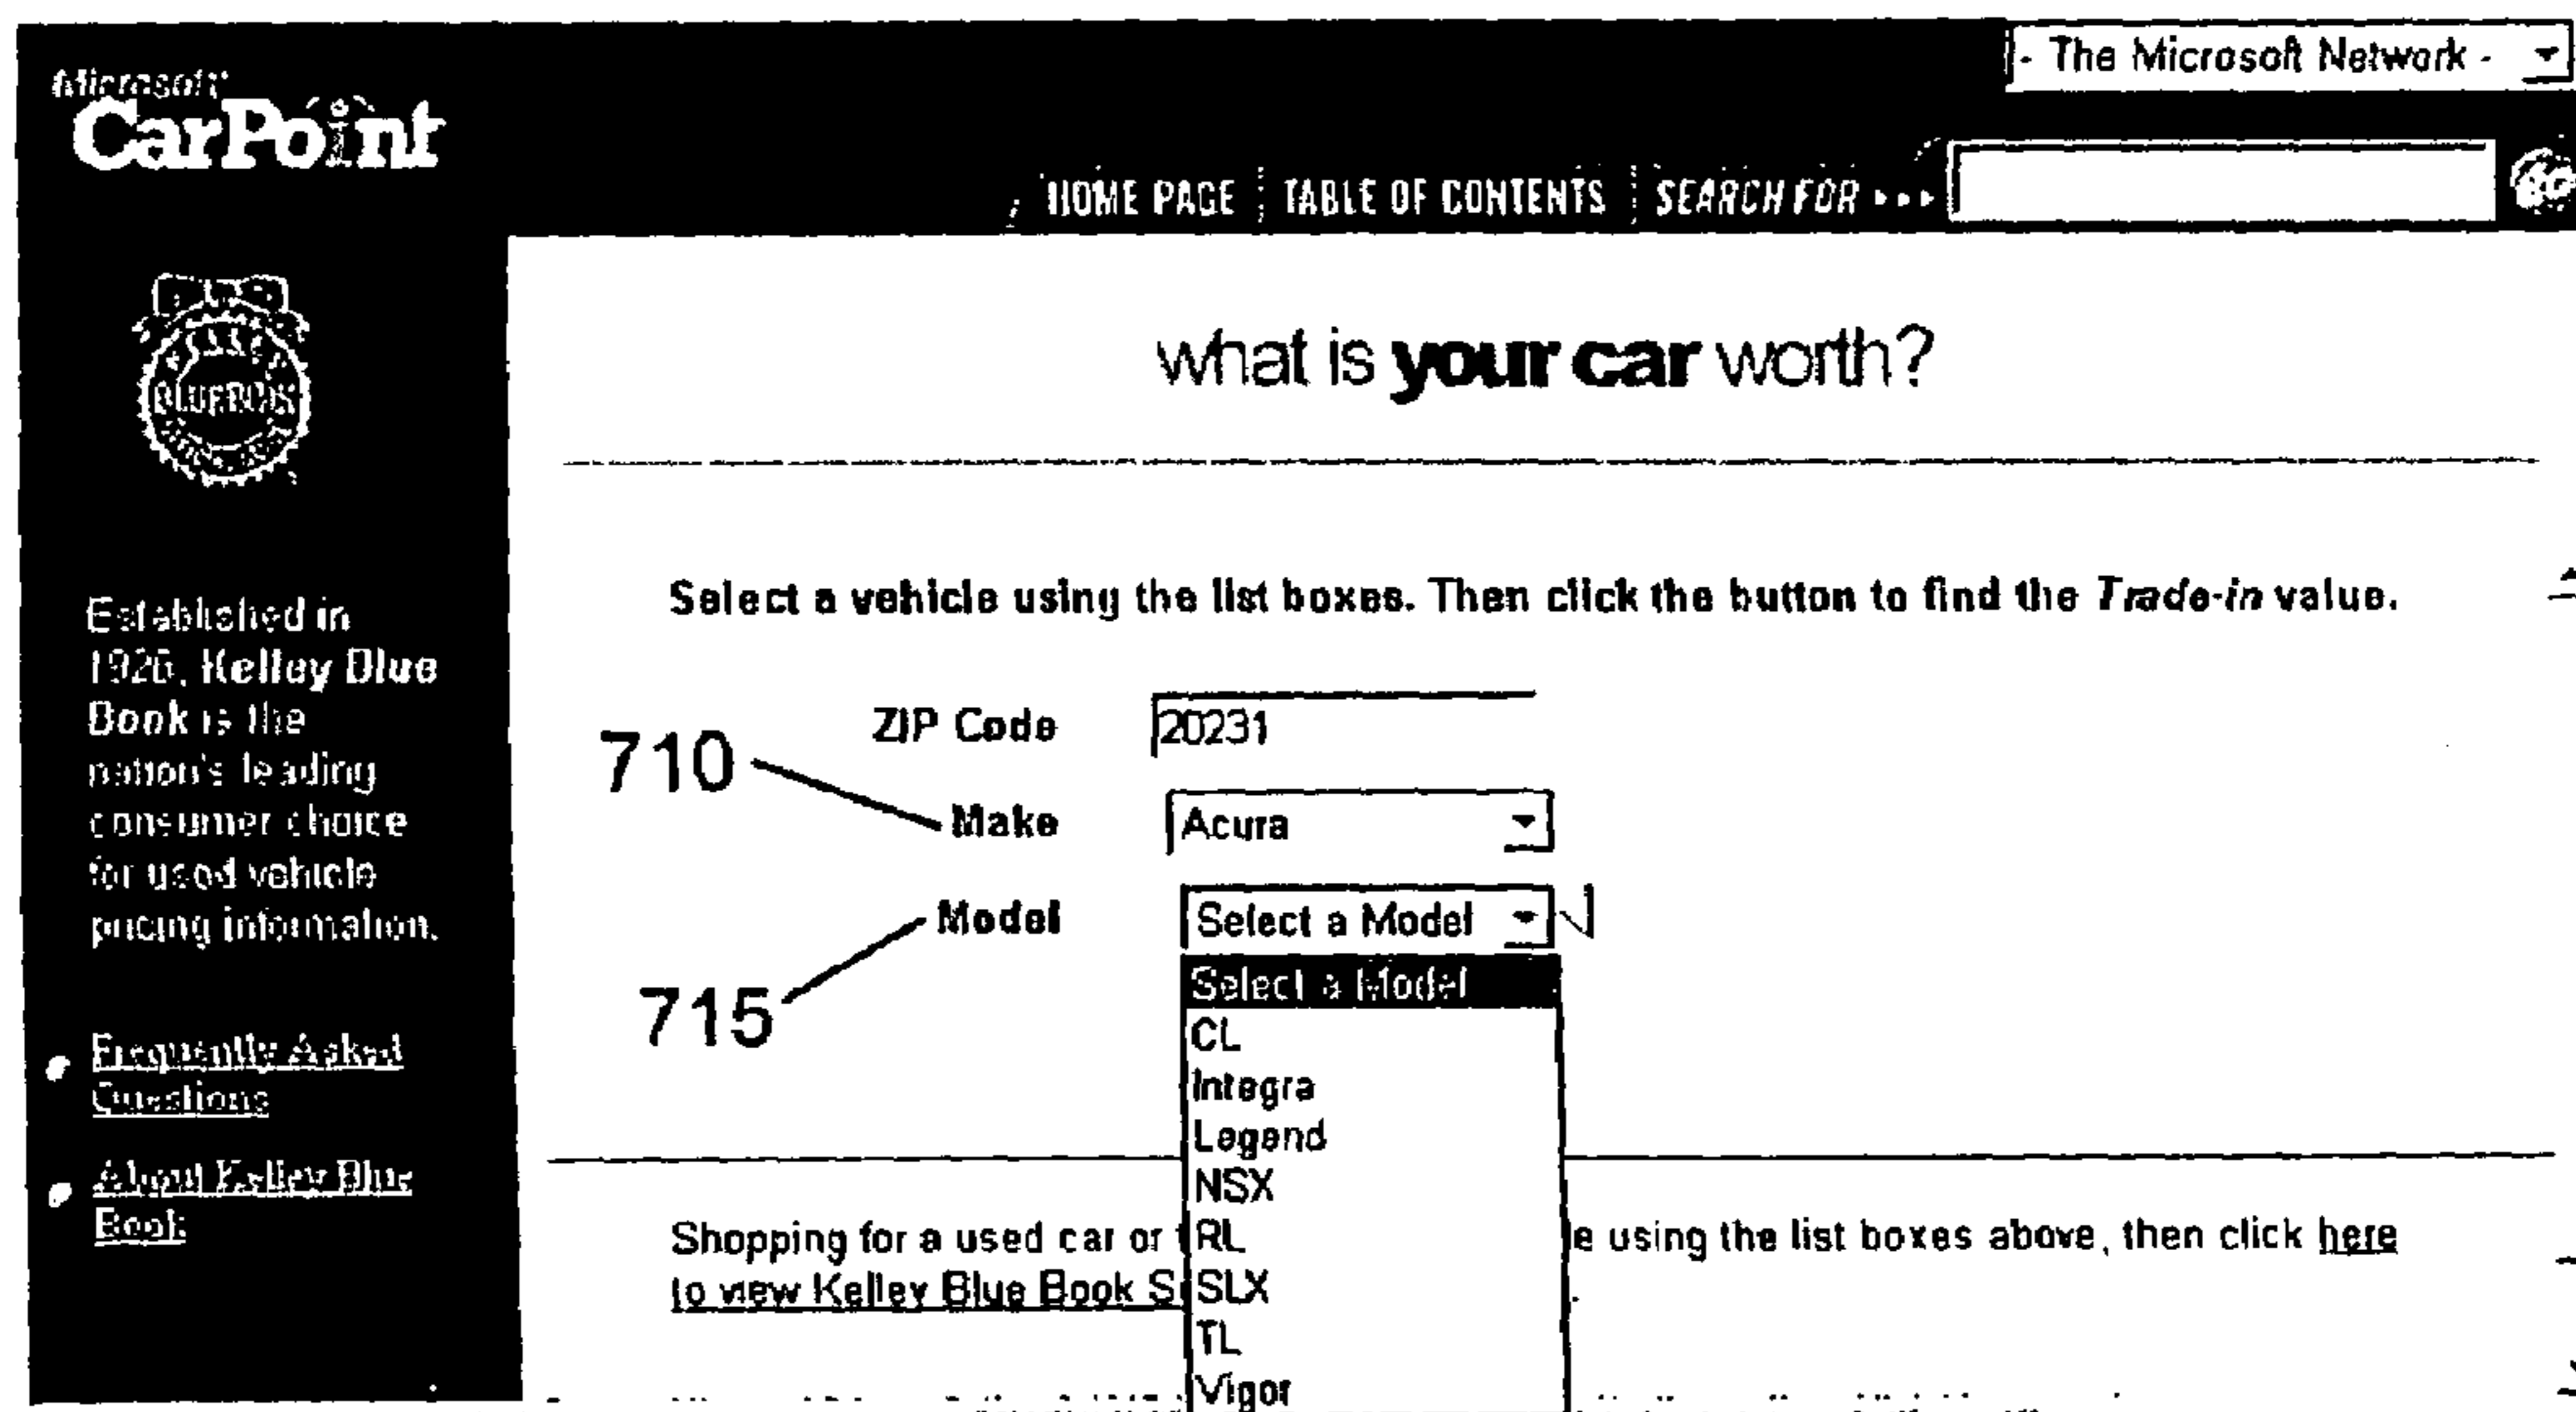 - The Microsoft Network -
Microsoft
CarPoint
HOME PAGE
TABLE OF CONTENTS
SEARCH FOR
what is your car worth?
Established in
1926, Kelley Blue
Book is the
nation's leading
consumer choice
for used vehicle
pricing information.
Frequently Asked
Questions
About Kelley Blue
Book
Select a vehicle using the list boxes. Then click the button to find the Trade-in value.
ZIP Code 20231
710
Make Acura
Model Select a Model
715
Select a Model
CL
Integra
Legend
NSX
RL
SLX
TL
Vigor
Shopping for a used car or e using the list boxes above, then click here
to view Kelley Blue Book S